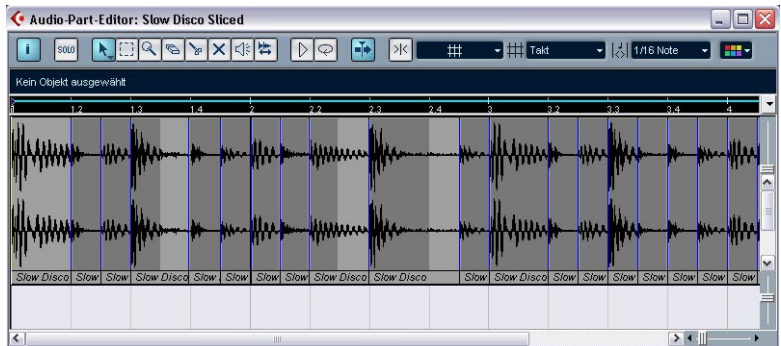 Audio-Part-Editor: Slow Disco Sliced
i SOLO Takt 1/16 Note
Kein Objekt ausgewählt
1 1.2 1.3 1.4 2 2.2 2.3 2.4 3 3.2 3.3 3.4 4
Slow Disco Slow Slow Slow Disco Slow Slow Slow Slow Slow Disco Slow Disco Slow Slow Disco Slow Slow Slow Slow Slow Slow Slow